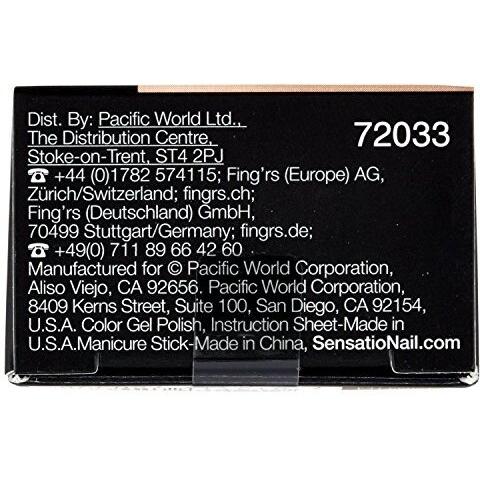 Dist. By: Pacific World Ltd.,
The Distribution Centre,
Stoke-on-Trent, ST4 2PJ
72033
☎ +44 (0)1782 574115; Fing'rs (Europe) AG,
Zürich/Switzerland; fingrs.ch;
Fing'rs (Deutschland) GmbH,
70499 Stuttgart/Germany; fingrs.de;
☎ +49(0) 711 89 66 42 60
Manufactured for © Pacific World Corporation,
Aliso Viejo, CA 92656. Pacific World Corporation,
8409 Kerns Street, Suite 100, San Diego, CA 92154,
U.S.A. Color Gel Polish, Instruction Sheet-Made in
U.S.A.Manicure Stick-Made in China, SensatioNail.com